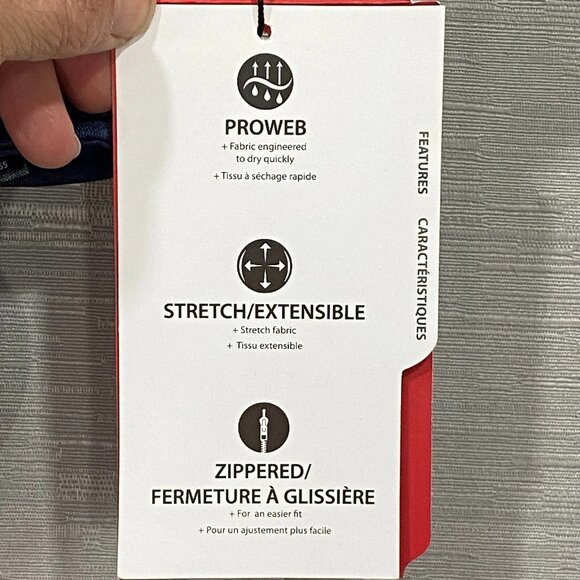 PROWEB
+ Fabric engineered
to dry quickly
+ Tissu à séchage rapide
STRETCH/EXTENSIBLE
+ Stretch fabric
+ Tissu extensible
ZIPPERED/
FERMETURE À GLISSIÈRE
+ For an easier fit
+ Pour un ajustement plus facile
FEATURES CARACTÉRISTIQUES